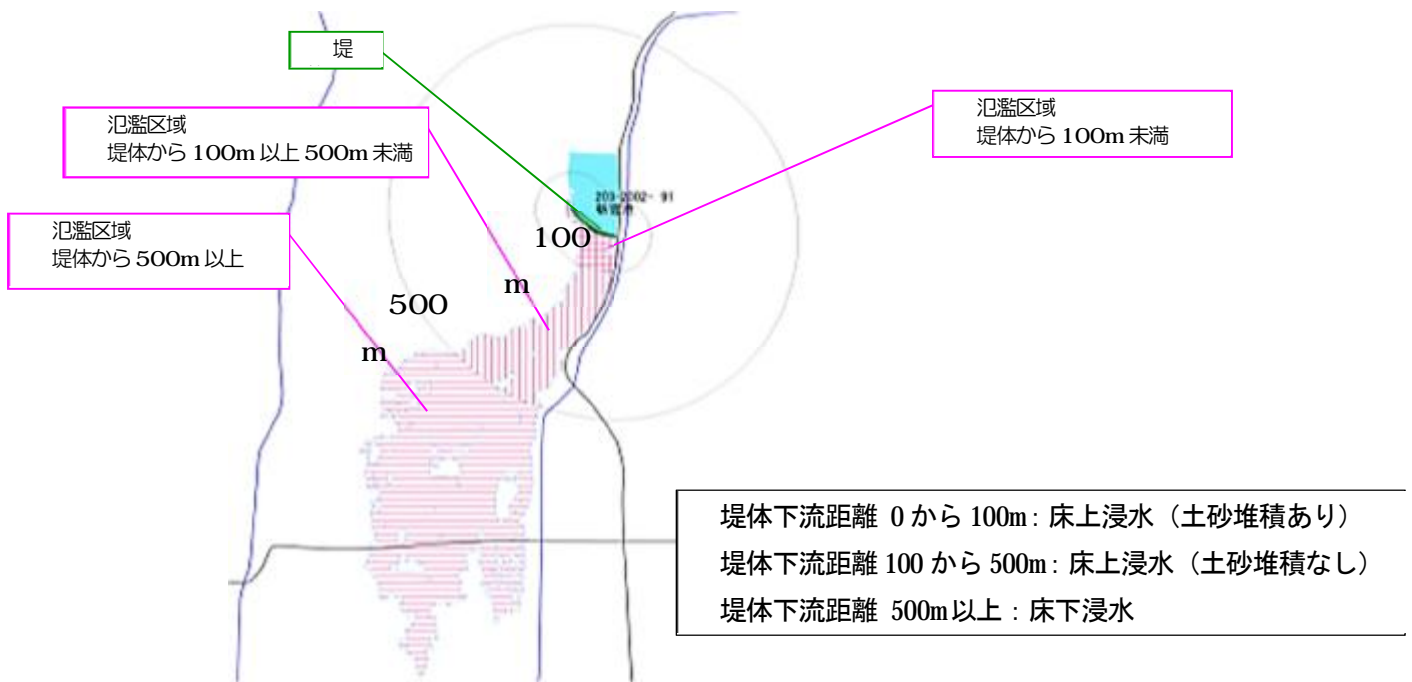 堤
氾濫区域
堤体から 100m 以上 500m 未満
氾濫区域
堤体から 100m 未満
氾濫区域
堤体から 500m 以上
203-2002- 91
100
m
500
m
堤体下流距離 0 から 100m : 床上浸水（土砂堆積あり）
堤体下流距離 100 から 500m : 床上浸水（土砂堆積なし）
堤体下流距離 500m 以上 : 床下浸水